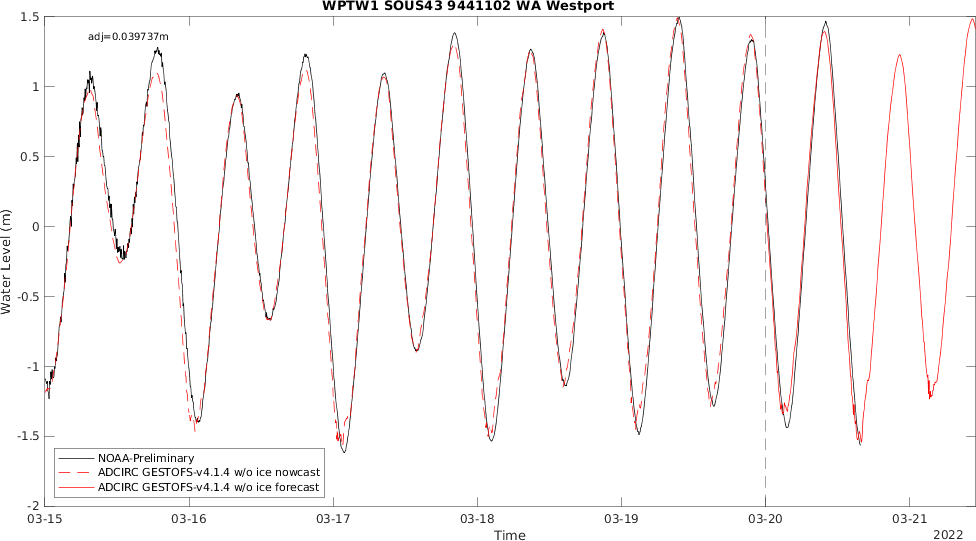 WPTW1 SOUS43 9441102 WA Westport
adj=0.039737m
1.5
1
0.5
0
-0.5
-1
-1.5
-2
Water Level (m)
NOAA-Preliminary
ADCIRC GESTOFS-v4.1.4 w/o ice nowcast
ADCIRC GESTOFS-v4.1.4 w/o ice forecast
03-15 03-16 03-17 03-18 03-19 03-20 03-21
Time
2022